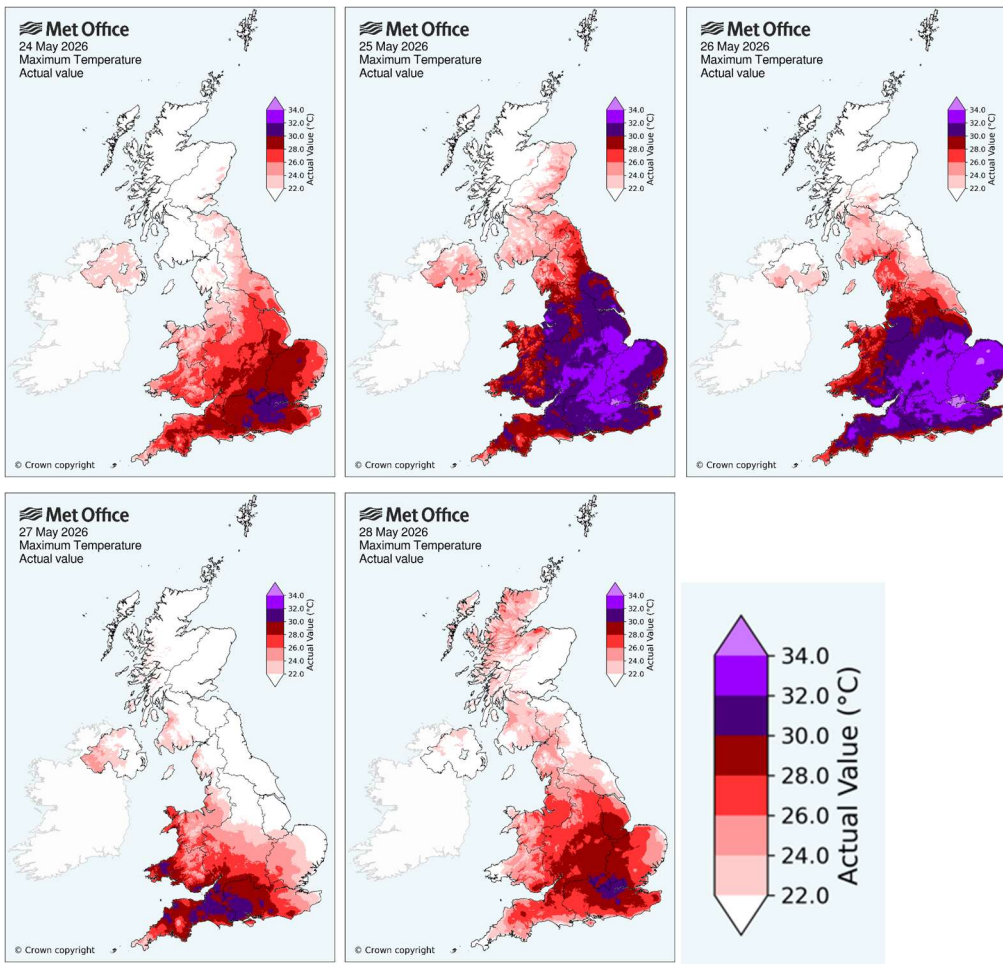 Met Office
24 May 2026
Maximum Temperature
Actual value
34.0
32.0
30.0
28.0
26.0
24.0
22.0
Actual Value (°C)
© Crown copyright
Met Office
25 May 2026
Maximum Temperature
Actual value
34.0
32.0
30.0
28.0
26.0
24.0
22.0
Actual Value (°C)
© Crown copyright
Met Office
26 May 2026
Maximum Temperature
Actual value
34.0
32.0
30.0
28.0
26.0
24.0
22.0
Actual Value (°C)
© Crown copyright
Met Office
27 May 2026
Maximum Temperature
Actual value
34.0
32.0
30.0
28.0
26.0
24.0
22.0
Actual Value (°C)
© Crown copyright
Met Office
28 May 2026
Maximum Temperature
Actual value
34.0
32.0
30.0
28.0
26.0
24.0
22.0
Actual Value (°C)
© Crown copyright
34.0
32.0
30.0
28.0
26.0
24.0
22.0
Actual Value (°C)